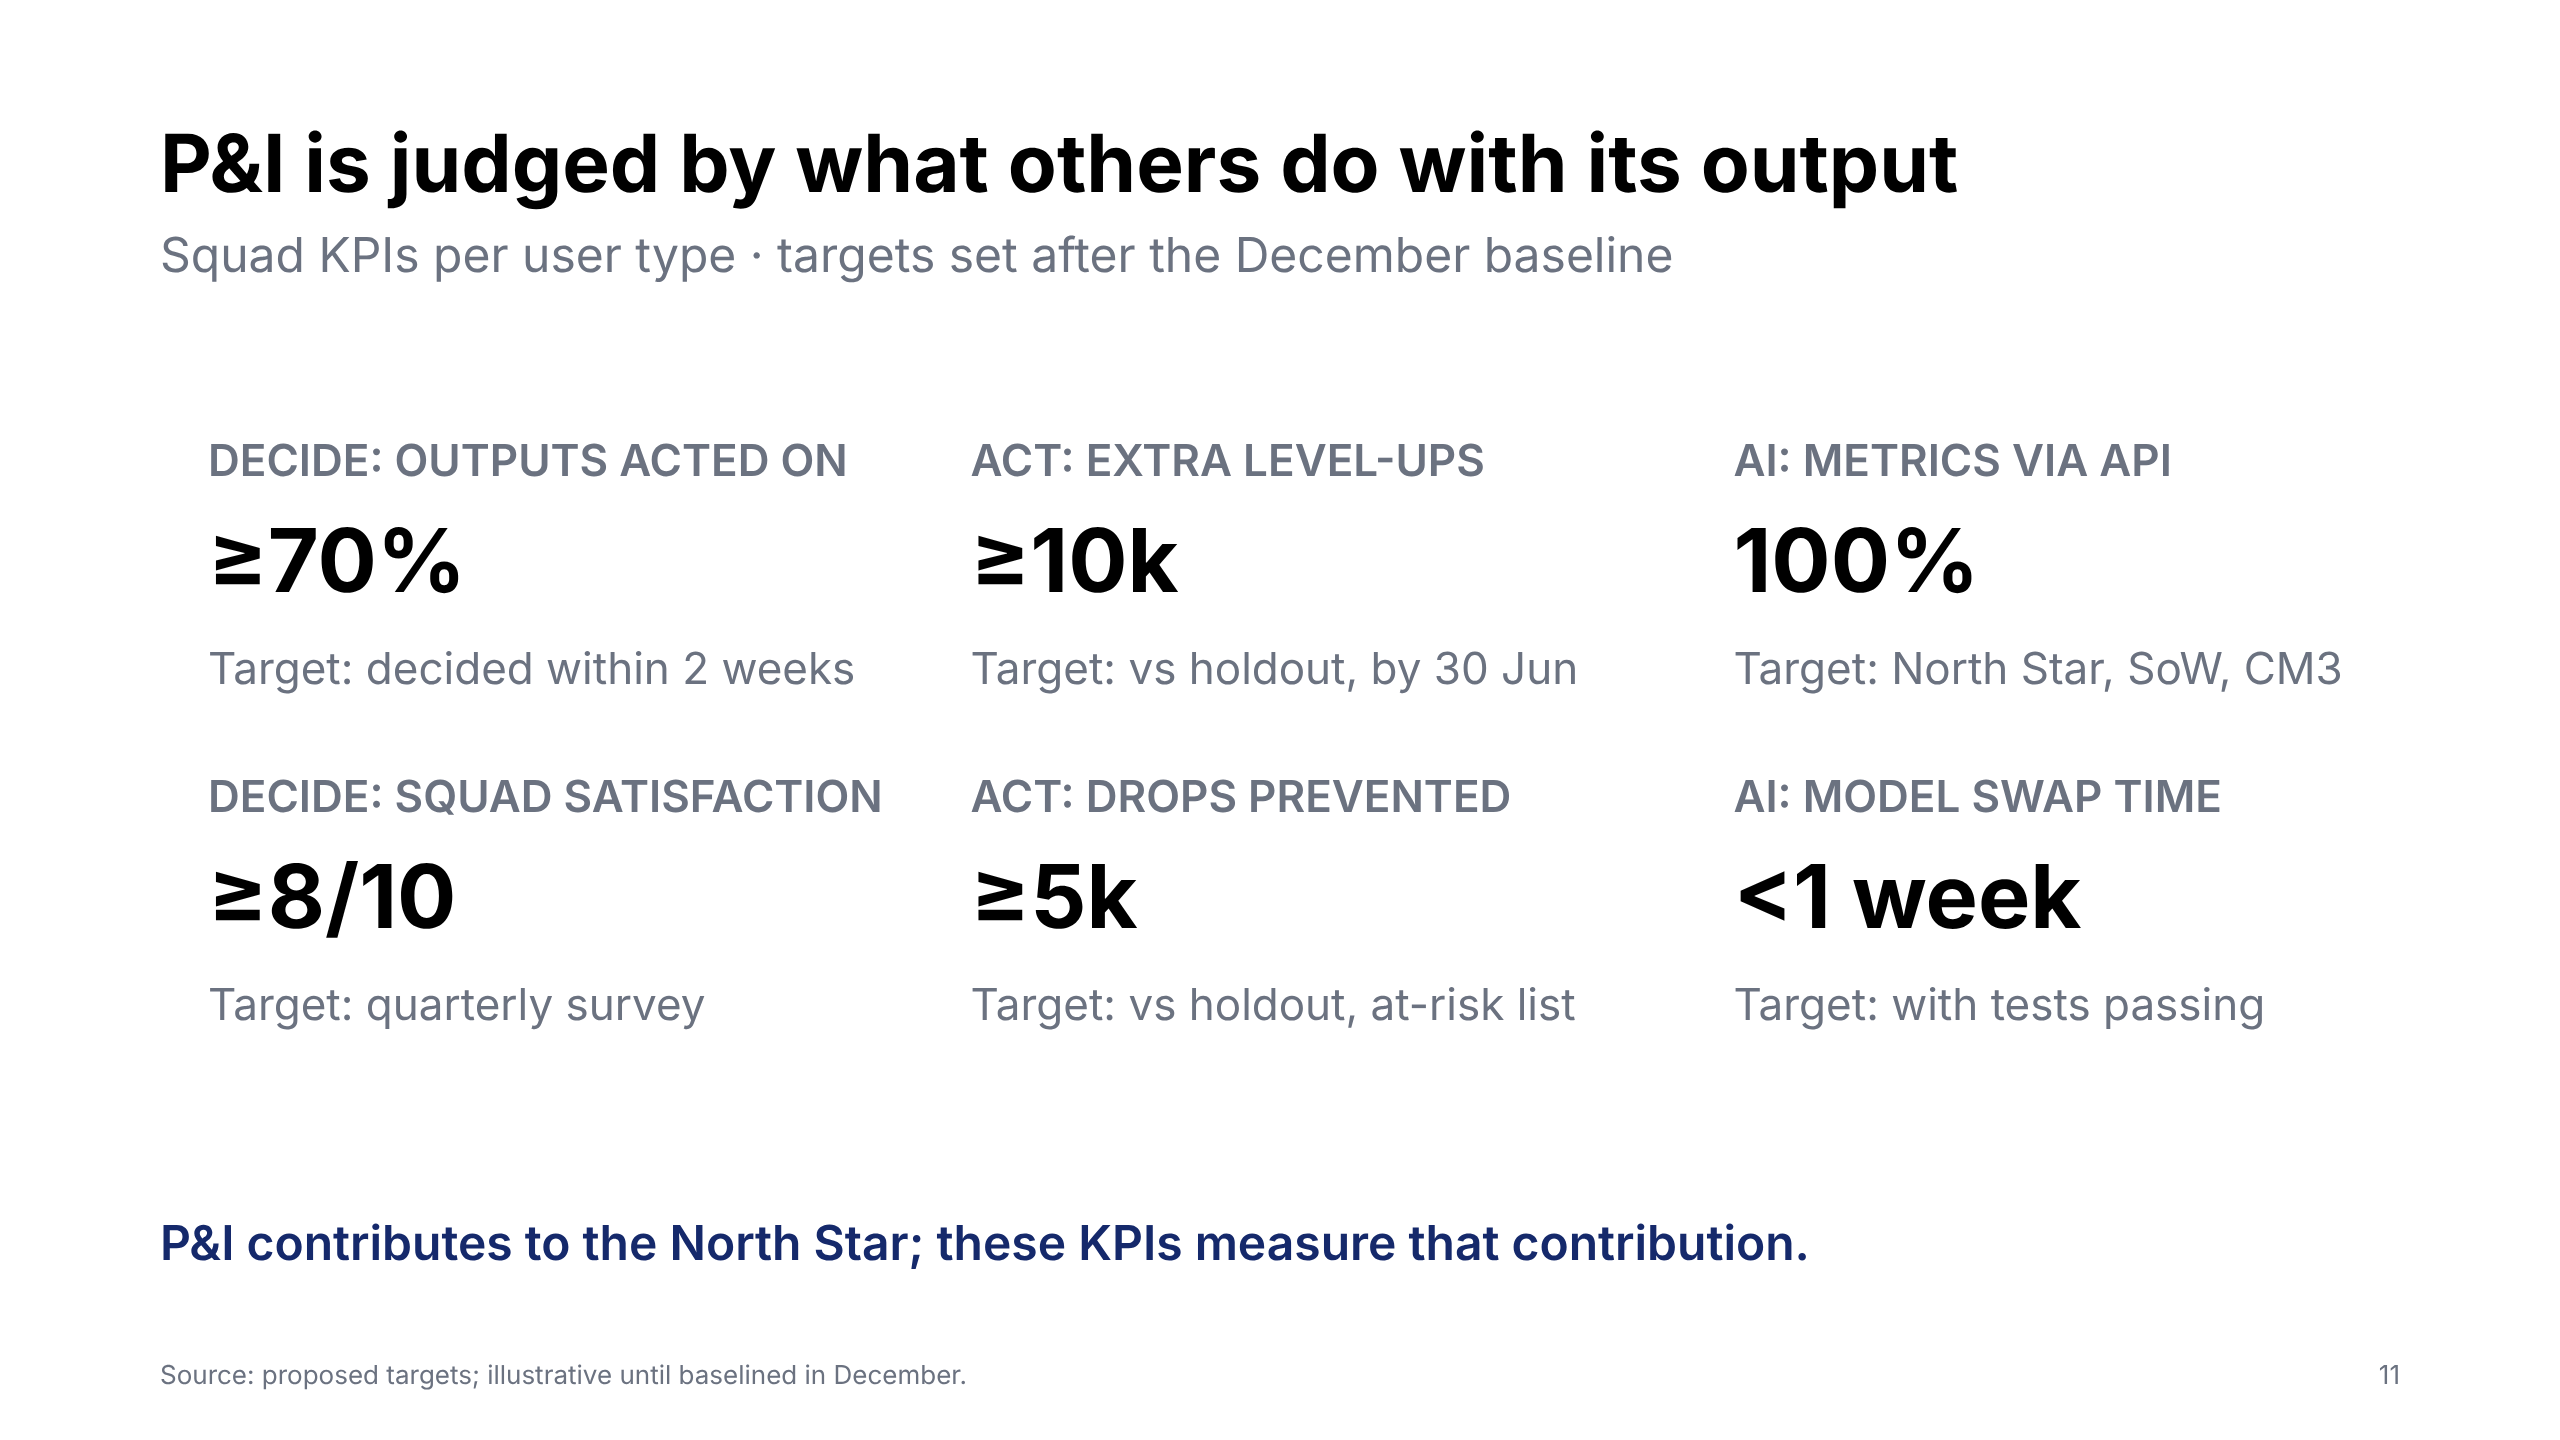 P&I is judged by what others do with its output
Squad KPIs per user type · targets set after the December baseline
DECIDE: OUTPUTS ACTED ON
≥70%
Target: decided within 2 weeks
ACT: EXTRA LEVEL-UPS
≥10k
Target: vs holdout, by 30 Jun
AI: METRICS VIA API
100%
Target: North Star, SoW, CM3
DECIDE: SQUAD SATISFACTION
≥8/10
Target: quarterly survey
ACT: DROPS PREVENTED
≥5k
Target: vs holdout, at-risk list
AI: MODEL SWAP TIME
<1 week
Target: with tests passing
P&I contributes to the North Star; these KPIs measure that contribution.
Source: proposed targets; illustrative until baselined in December.
11